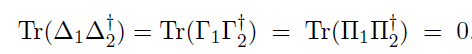 Tr(Δ₁Δ₂†) = Tr(Γ₁Γ₂†) = Tr(Π₁Π₂†) = 0